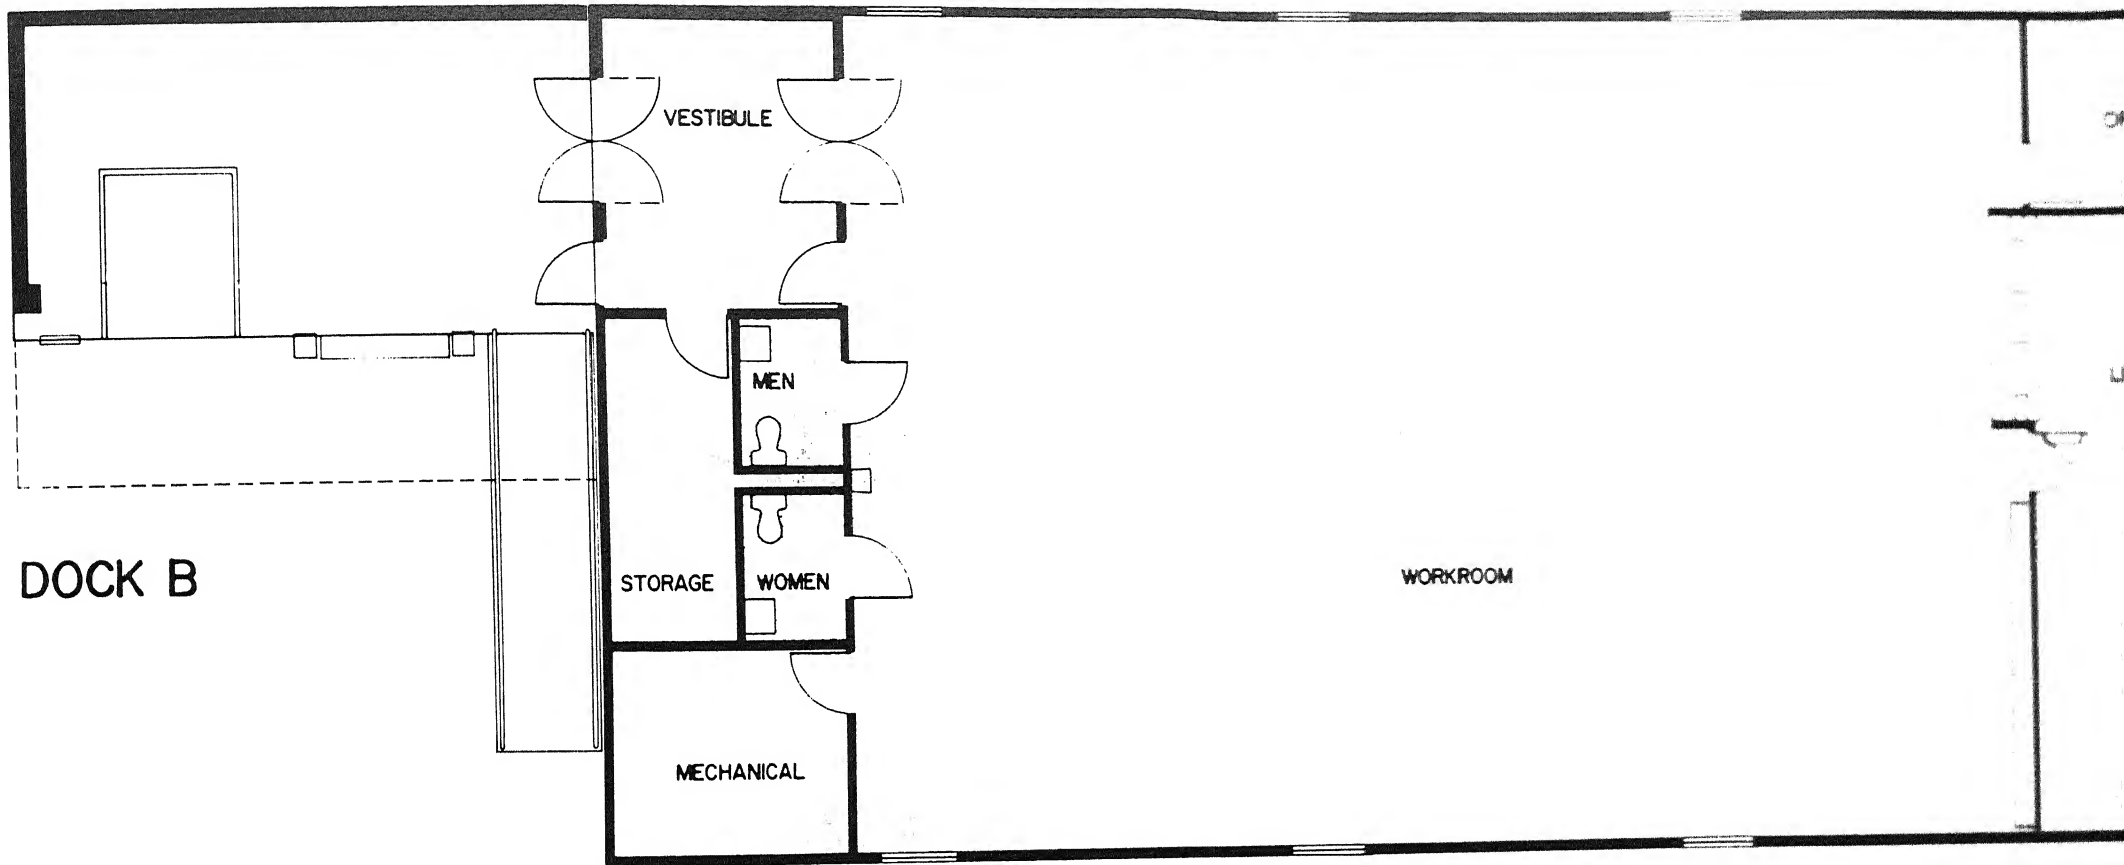 VESTIBULE
MEN
DOCK B
STORAGE
WOMEN
WORKROOM
MECHANICAL